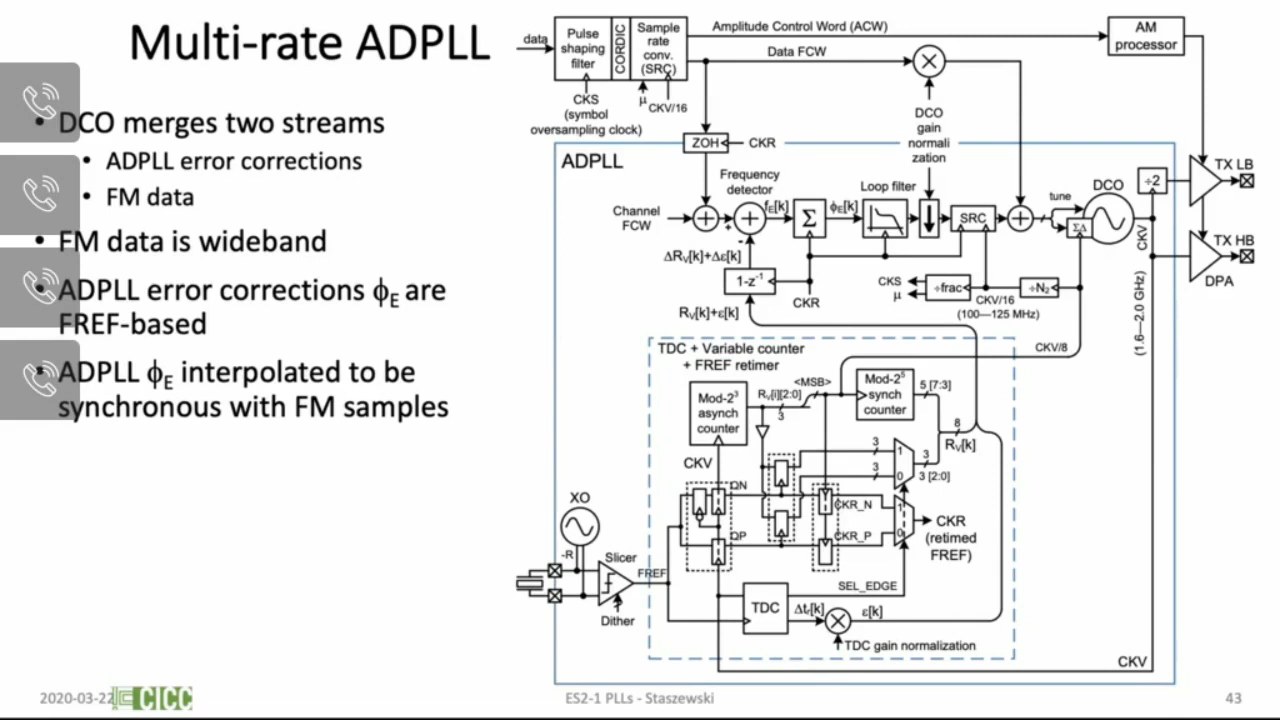 Multi-rate ADPLL
• DCO merges two streams
• ADPLL error corrections
• FM data
• FM data is wideband
• ADPLL error corrections ϕE are
FREF-based
• ADPLL ϕE interpolated to be
synchronous with FM samples
data
Pulse
shaping
filter
CORDIC
Sample
rate
conv.
(SRC)
Amplitude Control Word (ACW)
Data FCW
AM
processor
CKS
(symbol
oversampling clock)
μ
CKV/16
DCO
gain
normali
zation
ZOH
CKR
ADPLL
Frequency
detector
Loop filter
Channel
FCW
+
-
fE[k]
Σ
ϕE[k]
SRC
tune
DCO
ΣΔ
÷2
CKV
TX LB
TX HB
DPA
ΔRV[k]+Δε[k]
1-z⁻¹
CKR
CKS
μ
÷frac
CKV/16
(100—125 MHz)
÷N2
(1.6—2.0 GHz)
RV[k]+ε[k]
CKV/8
TDC + Variable counter
+ FREF retimer
Mod-2³
asynch
counter
RV[i][2:0]
3
<MSB>
Mod-2⁵
synch
counter
5 [7:3]
8
RV[k]
CKV
3
3
1
0
3
3 [2:0]
QN
QP
CKR_N
CKR_P
1
0
CKR
(retimed
FREF)
XO
-R
Slicer
FREF
Dither
SEL_EDGE
TDC
Δtr[k]
ε[k]
TDC gain normalization
CKV
2020-03-22
CICC
ES2-1 PLLs - Staszewski
43